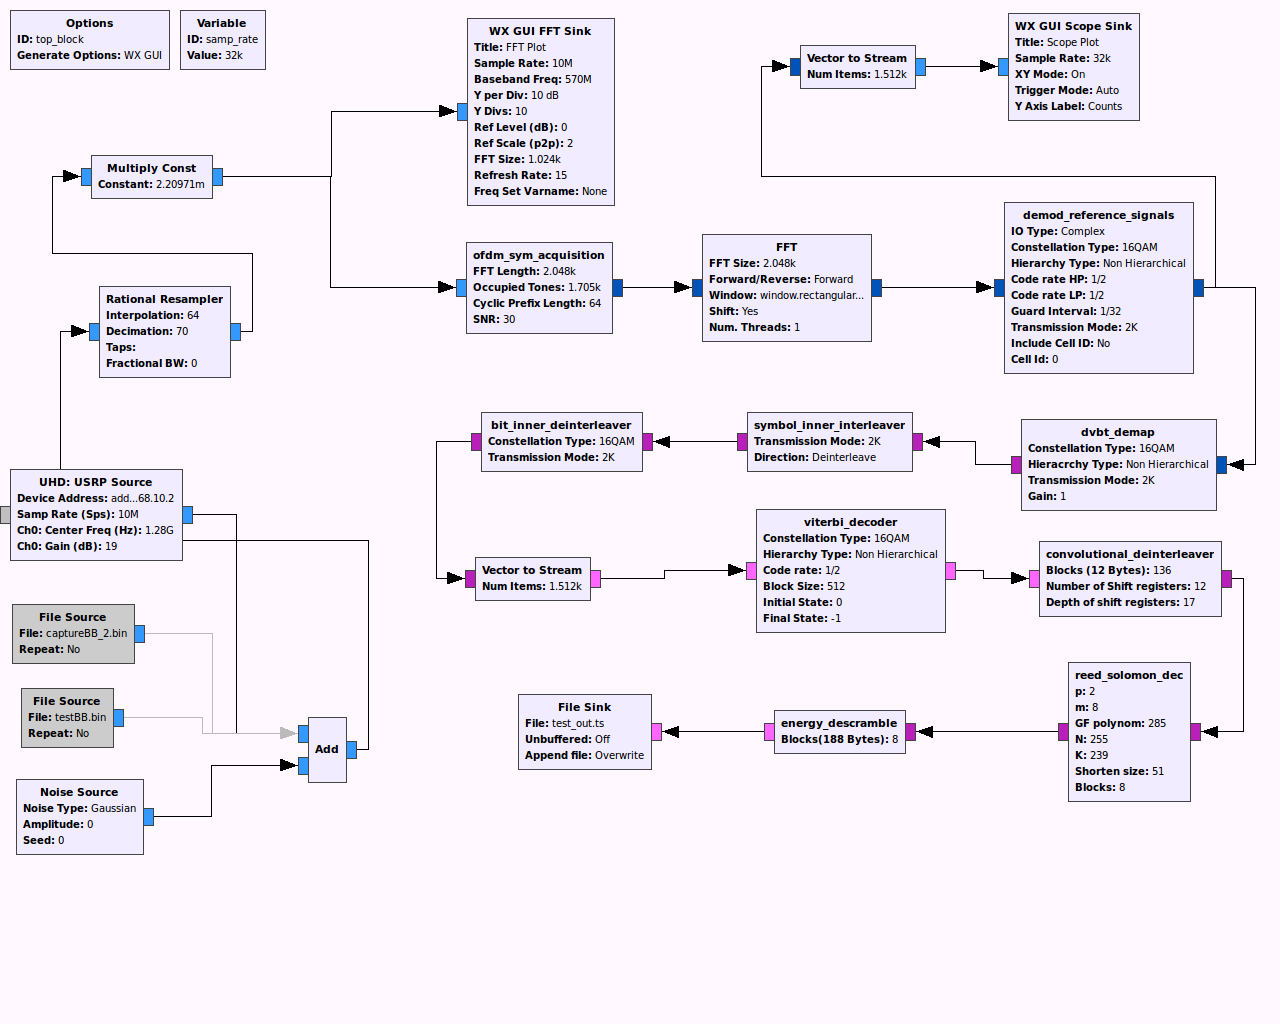 Options
ID: top_block
Generate Options: WX GUI
Variable
ID: samp_rate
Value: 32k
WX GUI FFT Sink
Title: FFT Plot
Sample Rate: 10M
Baseband Freq: 570M
Y per Div: 10 dB
Y Divs: 10
Ref Level (dB): 0
Ref Scale (p2p): 2
FFT Size: 1.024k
Refresh Rate: 15
Freq Set Varname: None
Vector to Stream
Num Items: 1.512k
WX GUI Scope Sink
Title: Scope Plot
Sample Rate: 32k
XY Mode: On
Trigger Mode: Auto
Y Axis Label: Counts
Multiply Const
Constant: 2.20971m
ofdm_sym_acquisition
FFT Length: 2.048k
Occupied Tones: 1.705k
Cyclic Prefix Length: 64
SNR: 30
FFT
FFT Size: 2.048k
Forward/Reverse: Forward
Window: window.rectangular...
Shift: Yes
Num. Threads: 1
demod_reference_signals
IO Type: Complex
Constellation Type: 16QAM
Hierarchy Type: Non Hierarchical
Code rate HP: 1/2
Code rate LP: 1/2
Guard Interval: 1/32
Transmission Mode: 2K
Include Cell ID: No
Cell Id: 0
Rational Resampler
Interpolation: 64
Decimation: 70
Taps:
Fractional BW: 0
bit_inner_deinterleaver
Constellation Type: 16QAM
Transmission Mode: 2K
symbol_inner_interleaver
Transmission Mode: 2K
Direction: Deinterleave
dvbt_demap
Constellation Type: 16QAM
Hieracrchy Type: Non Hierarchical
Transmission Mode: 2K
Gain: 1
UHD: USRP Source
Device Address: add...68.10.2
Samp Rate (Sps): 10M
Ch0: Center Freq (Hz): 1.28G
Ch0: Gain (dB): 19
Vector to Stream
Num Items: 1.512k
viterbi_decoder
Constellation Type: 16QAM
Hierarchy Type: Non Hierarchical
Code rate: 1/2
Block Size: 512
Initial State: 0
Final State: -1
convolutional_deinterleaver
Blocks (12 Bytes): 136
Number of Shift registers: 12
Depth of shift registers: 17
File Source
File: captureBB_2.bin
Repeat: No
File Source
File: testBB.bin
Repeat: No
Add
Noise Source
Noise Type: Gaussian
Amplitude: 0
Seed: 0
File Sink
File: test_out.ts
Unbuffered: Off
Append file: Overwrite
energy_descramble
Blocks(188 Bytes): 8
reed_solomon_dec
p: 2
m: 8
GF polynom: 285
N: 255
K: 239
Shorten size: 51
Blocks: 8